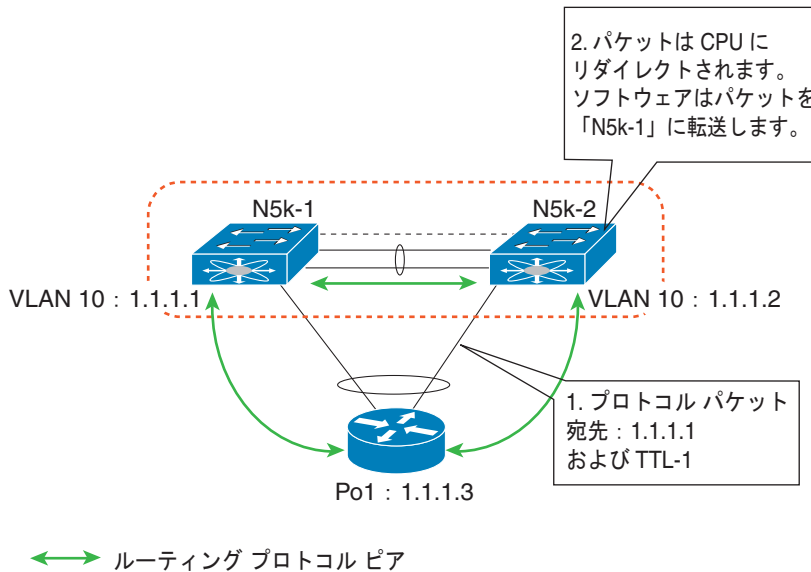 2. パケットは CPU に
リダイレクトされます。
ソフトウェアはパケットを
「N5k-1」に転送します。
N5k-1
N5k-2
VLAN 10：1.1.1.1
VLAN 10：1.1.1.2
1. プロトコル パケット
宛先：1.1.1.1
および TTL-1
Po1：1.1.1.3
ルーティング プロトコル ピア